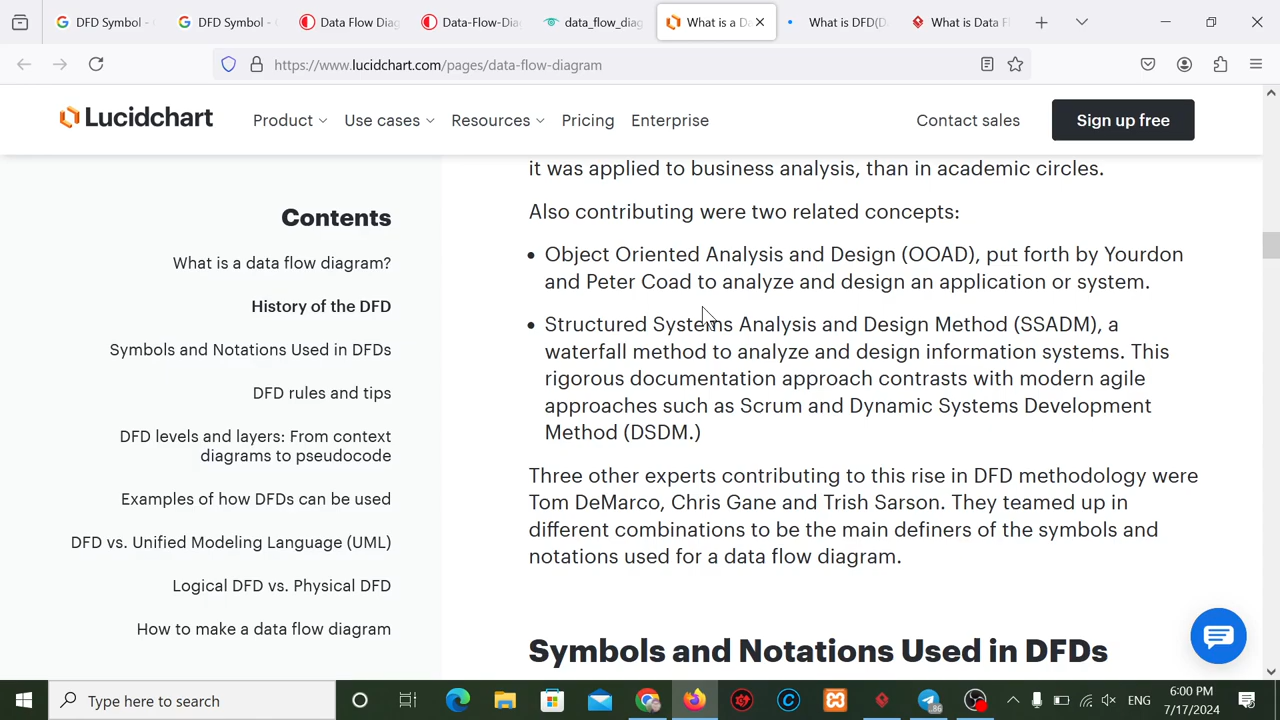 DFD Symbol -
DFD Symbol -
Data Flow Diag
Data-Flow-Dia
data_flow_diag
What is a Da
What is DFD(D
What is Data Fl
https://www.lucidchart.com/pages/data-flow-diagram
Lucidchart
Product
Use cases
Resources
Pricing
Enterprise
Contact sales
Sign up free
Contents
What is a data flow diagram?
History of the DFD
Symbols and Notations Used in DFDs
DFD rules and tips
DFD levels and layers: From context
diagrams to pseudocode
Examples of how DFDs can be used
DFD vs. Unified Modeling Language (UML)
Logical DFD vs. Physical DFD
How to make a data flow diagram
it was applied to business analysis, than in academic circles.
Also contributing were two related concepts:
• Object Oriented Analysis and Design (OOAD), put forth by Yourdon
and Peter Coad to analyze and design an application or system.
• Structured Systems Analysis and Design Method (SSADM), a
waterfall method to analyze and design information systems. This
rigorous documentation approach contrasts with modern agile
approaches such as Scrum and Dynamic Systems Development
Method (DSDM.)
Three other experts contributing to this rise in DFD methodology were
Tom DeMarco, Chris Gane and Trish Sarson. They teamed up in
different combinations to be the main definers of the symbols and
notations used for a data flow diagram.
Symbols and Notations Used in DFDs
Type here to search
ENG
6:00 PM
7/17/2024